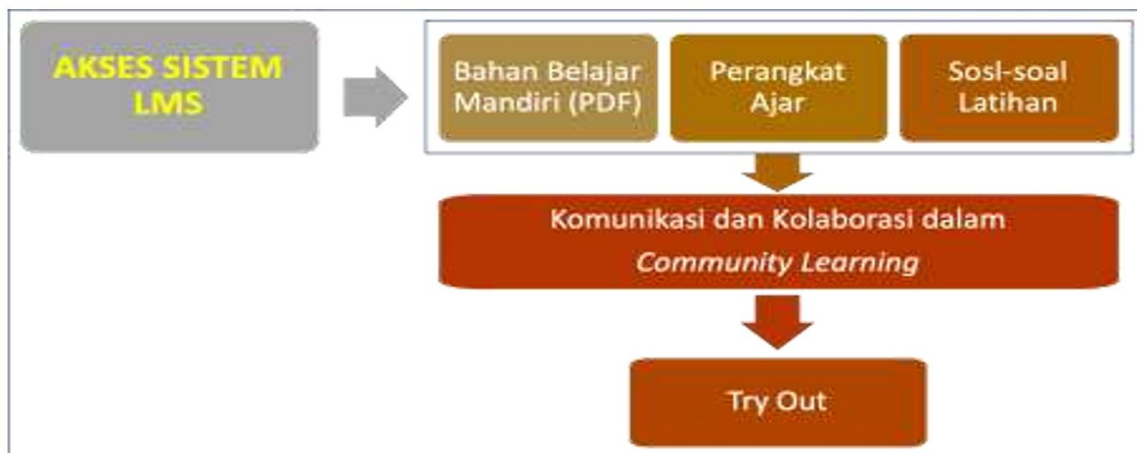 AKSES SISTEM
LMS
Bahan Belajar
Mandiri (PDF)
Perangkat
Ajar
Sosl-soal
Latihan
Komunikasi dan Kolaborasi dalam
Community Learning
Try Out